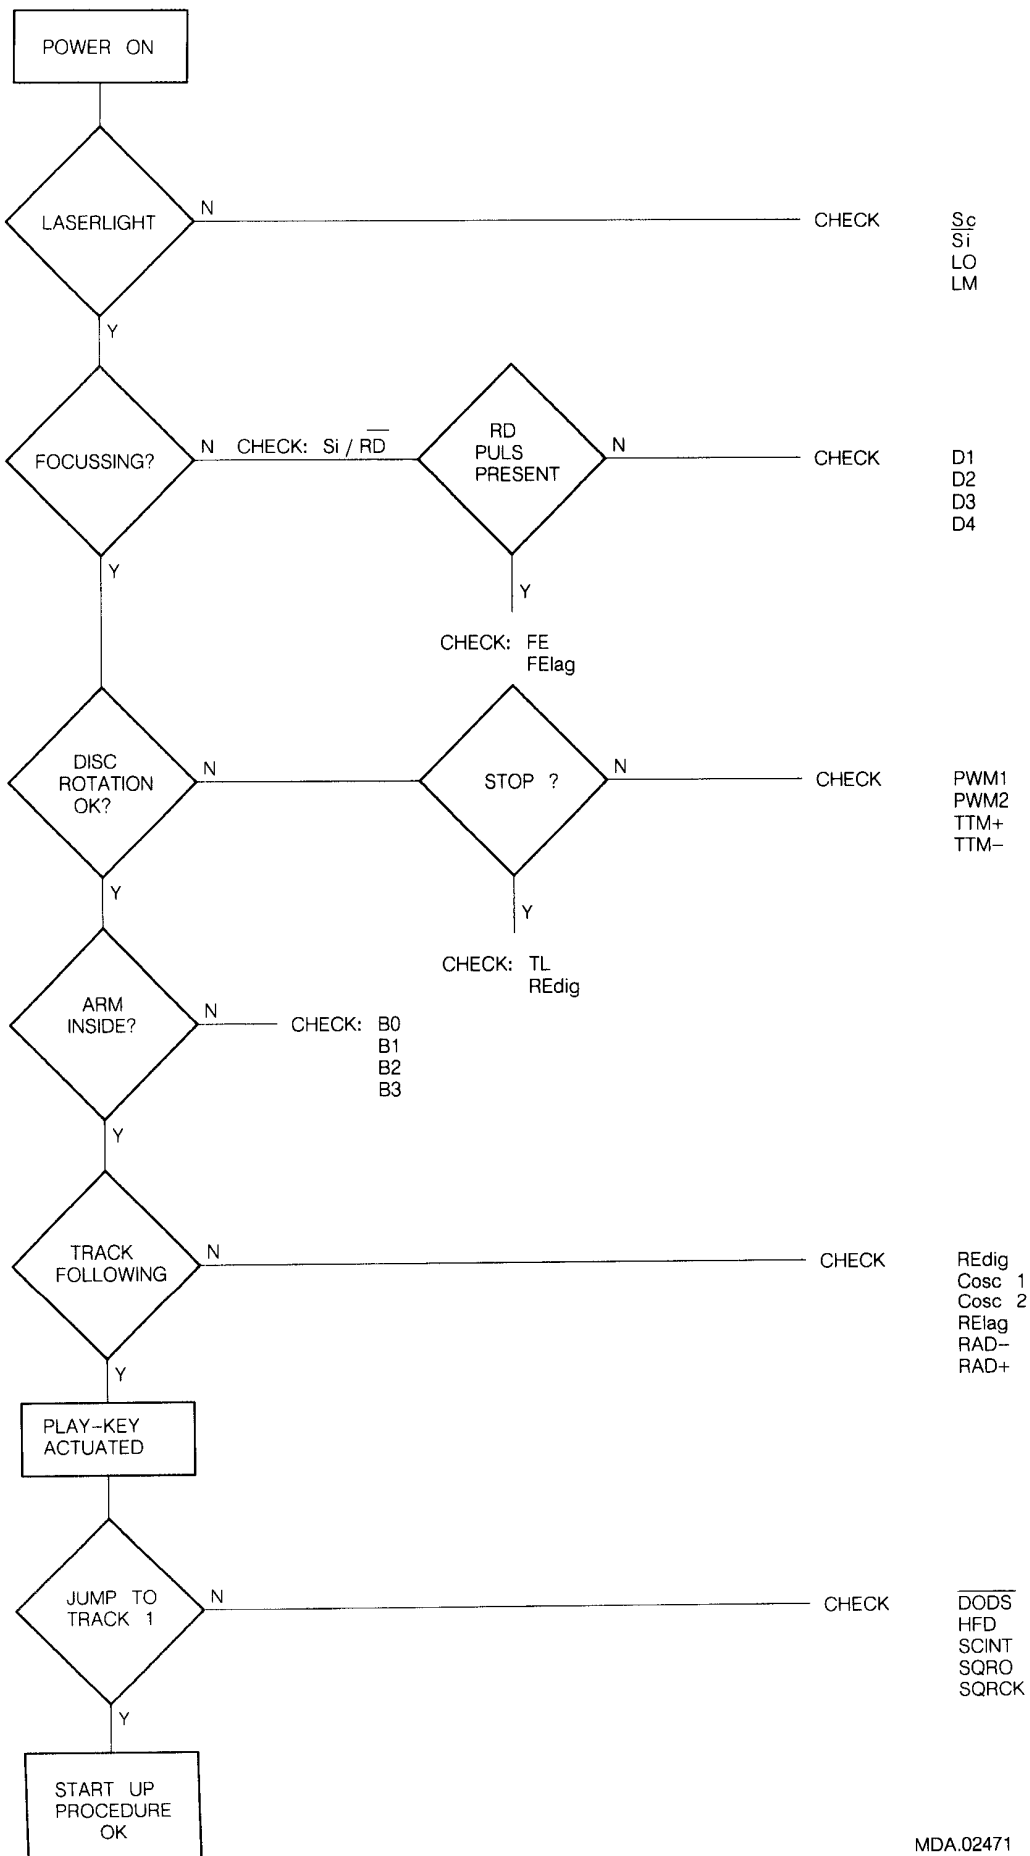 POWER ON
LASERLIGHT
N
CHECK
Sc
S̅i̅
LO
LM
Y
FOCUSSING?
N
CHECK: Si / R̅D̅
RD
PULS
PRESENT
N
CHECK
D1
D2
D3
D4
Y
Y
CHECK: FE
FElag
DISC
ROTATION
OK?
N
STOP ?
N
CHECK
PWM1
PWM2
TTM+
TTM–
Y
Y
CHECK: TL
REdig
ARM
INSIDE?
N
CHECK: B0
B1
B2
B3
Y
TRACK
FOLLOWING
N
CHECK
REdig
Cosc 1
Cosc 2
RElag
RAD–
RAD+
Y
PLAY–KEY
ACTUATED
JUMP TO
TRACK 1
N
CHECK
D̅O̅D̅S̅
HFD
SCINT
SQRO
SQRCK
Y
START UP
PROCEDURE
OK
MDA.02471